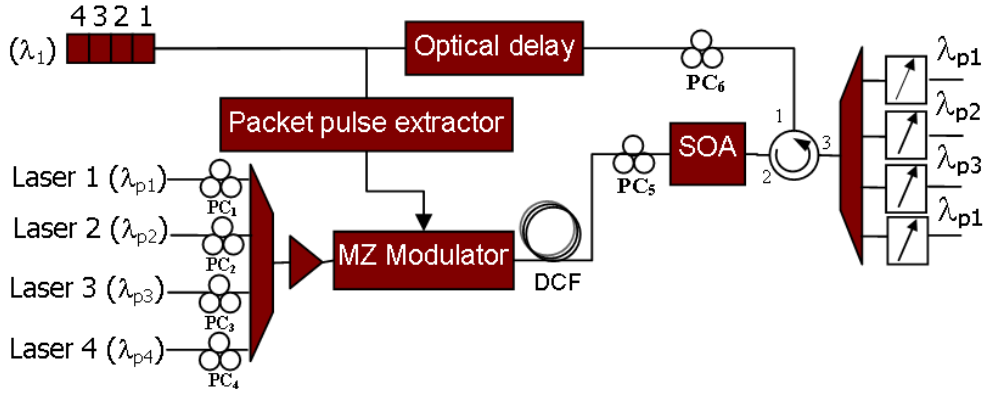 4 3 2 1
(λ1)
Optical delay
PC6
Packet pulse extractor
1
2
3
SOA
PC5
λp1
λp2
λp3
λp1
Laser 1 (λp1)
PC1
Laser 2 (λp2)
PC2
MZ Modulator
DCF
Laser 3 (λp3)
PC3
Laser 4 (λp4)
PC4